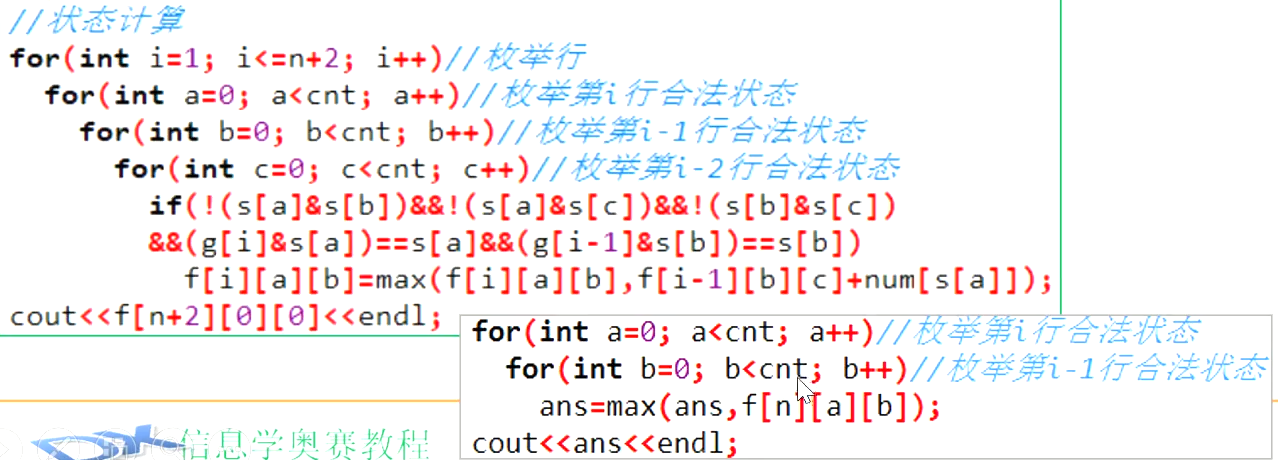 //状态计算
for(int i=1; i<=n+2; i++)//枚举行
for(int a=0; a<cnt; a++)//枚举第i行合法状态
for(int b=0; b<cnt; b++)//枚举第i-1行合法状态
for(int c=0; c<cnt; c++)//枚举第i-2行合法状态
if(!(s[a]&s[b])&&!(s[a]&s[c])&&!(s[b]&s[c])
&&(g[i]&s[a])==s[a]&&(g[i-1]&s[b])==s[b])
f[i][a][b]=max(f[i][a][b],f[i-1][b][c]+num[s[a]]);
cout<<f[n+2][0][0]<<endl;
for(int a=0; a<cnt; a++)//枚举第i行合法状态
for(int b=0; b<cnt; b++)//枚举第i-1行合法状态
ans=max(ans,f[n][a][b]);
cout<<ans<<endl;
信息学奥赛教程